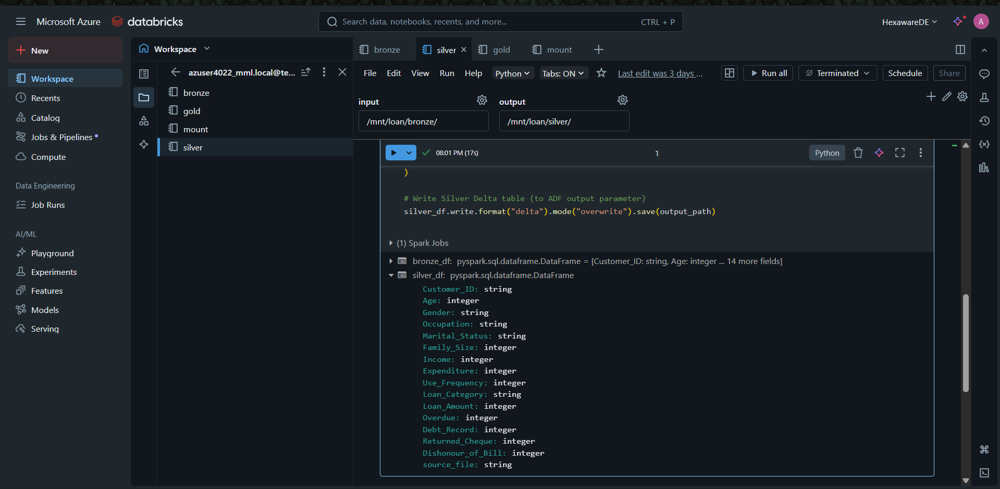 Microsoft Azure databricks
Search data, notebooks, recents, and more... CTRL + P
HexawareDE
A
New
Workspace
Recents
Catalog
Jobs & Pipelines
Compute
Data Engineering
Job Runs
AI/ML
Playground
Experiments
Features
Models
Serving
Workspace
azuser4022_mml.local@te...
bronze
gold
mount
silver
bronze silver gold mount
File Edit View Run Help Python Tabs: ON Last edit was 3 days ... Run all Terminated Schedule Share
input output
/mnt/loan/bronze/ /mnt/loan/silver/
08:01 PM (17s) 1 Python
)
# Write Silver Delta table (to ADF output parameter)
silver_df.write.format("delta").mode("overwrite").save(output_path)
(1) Spark Jobs
bronze_df: pyspark.sql.dataframe.DataFrame = [Customer_ID: string, Age: integer ... 14 more fields]
silver_df: pyspark.sql.dataframe.DataFrame
Customer_ID: string
Age: integer
Gender: string
Occupation: string
Marital_Status: string
Family_Size: integer
Income: integer
Expenditure: integer
Use_Frequency: integer
Loan_Category: string
Loan_Amount: integer
Overdue: integer
Debt_Record: integer
Returned_Cheque: integer
Dishonour_of_Bill: integer
source_file: string